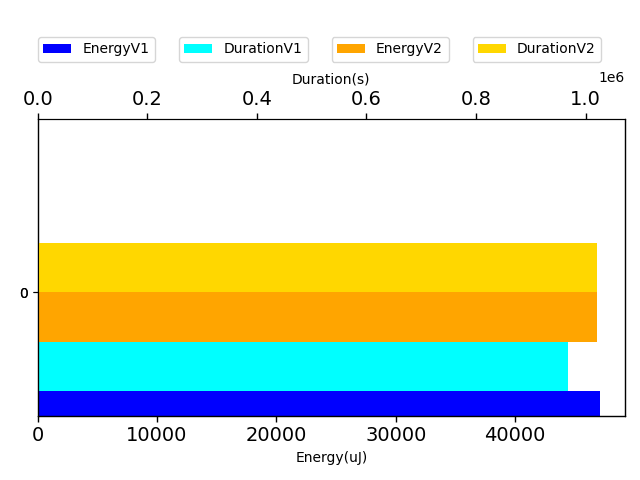 EnergyV1 DurationV1 EnergyV2 DurationV2
Duration(s)
1e6
0.0 0.2 0.4 0.6 0.8 1.0
0
0 10000 20000 30000 40000
Energy(uJ)